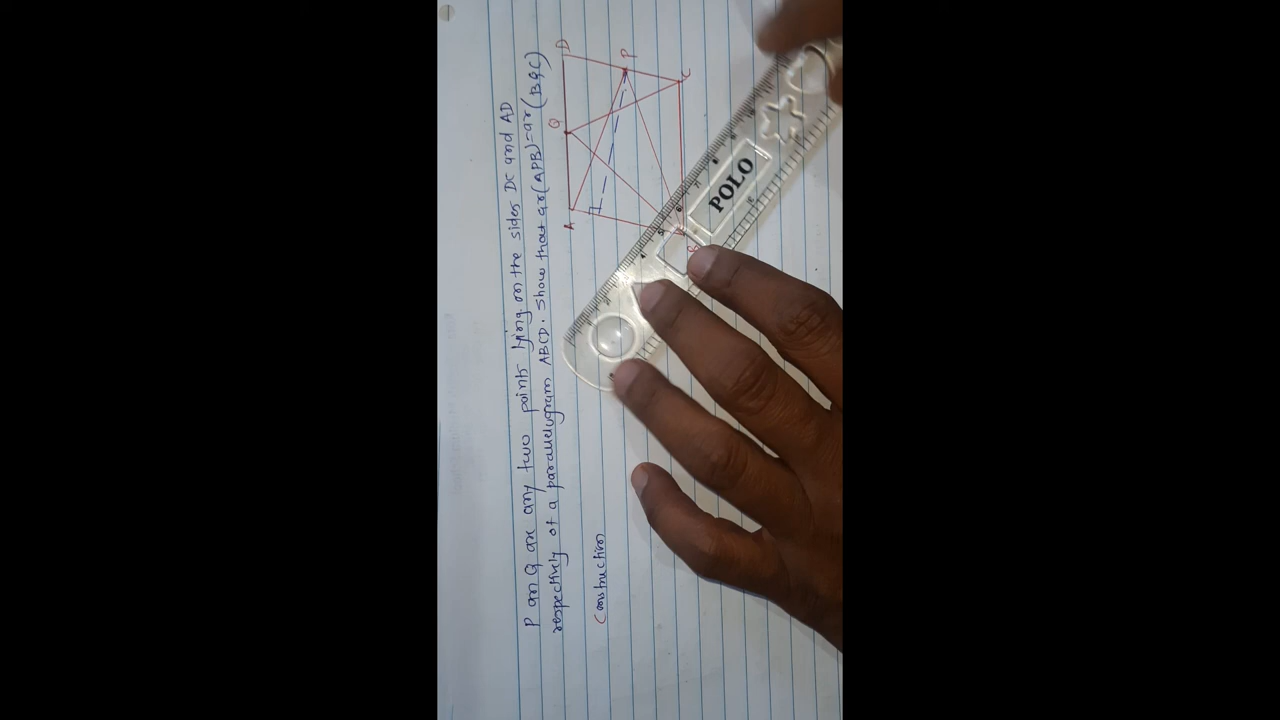 P an Q are any two points lying on the sides DC and AD
respectively of a parallelogram ABCD. Show that ar(APB)=ar(BQC)
Construction
A
Q
D
P
C
B
POLO